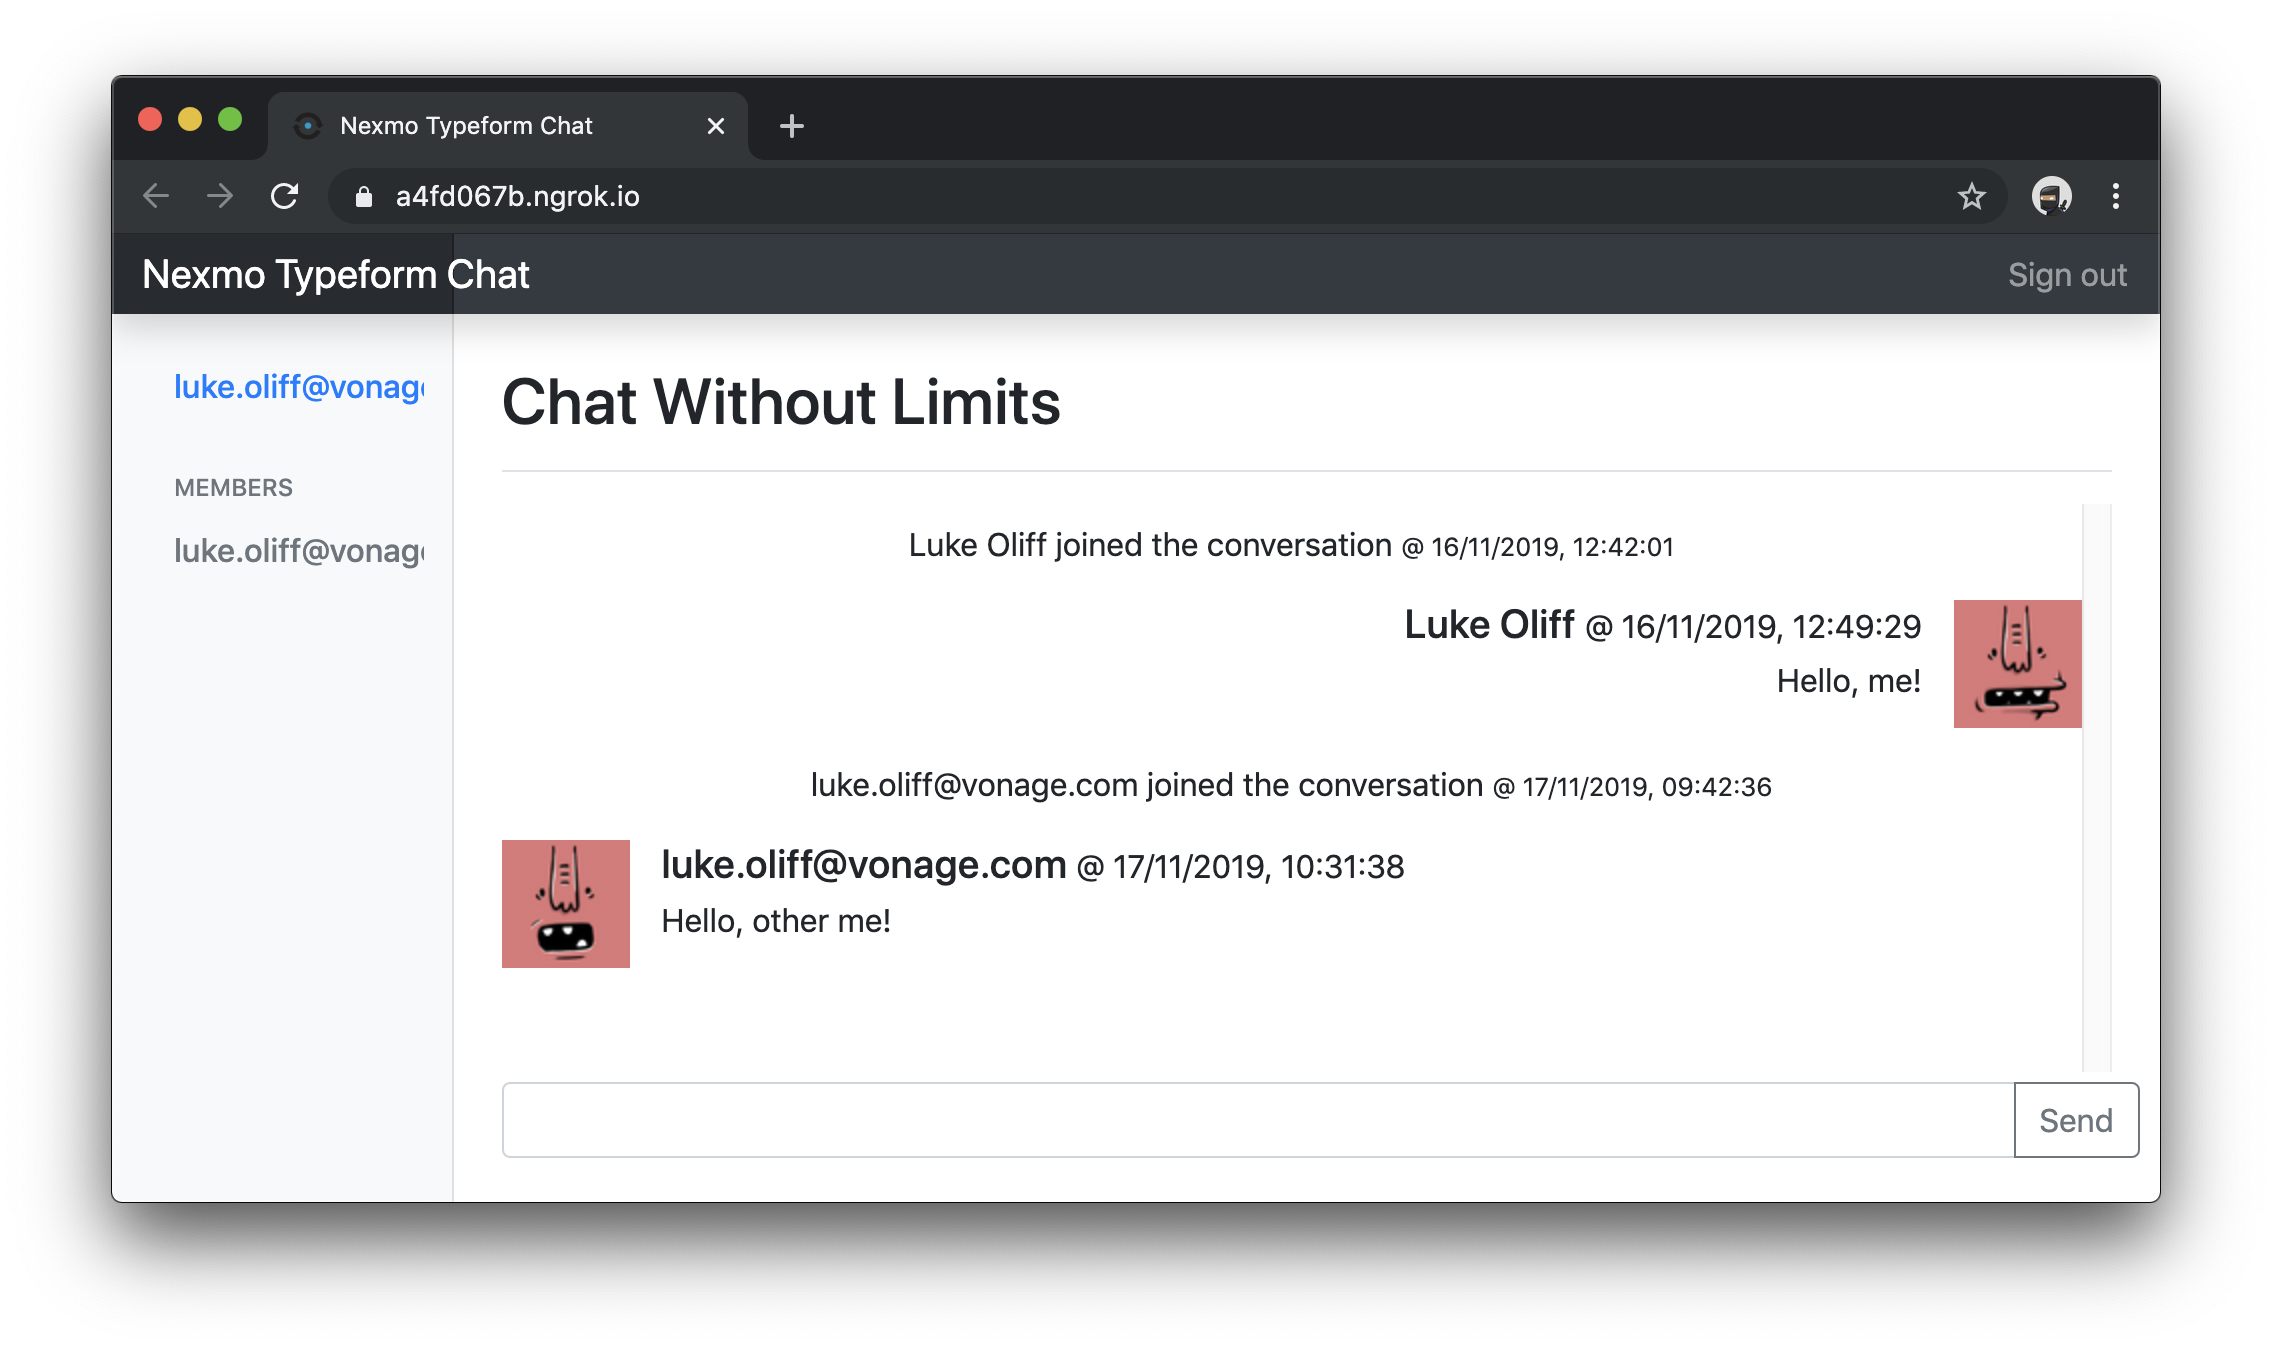 Nexmo Typeform Chat
a4fd067b.ngrok.io
Nexmo Typeform Chat
Sign out
luke.oliff@vonag
MEMBERS
luke.oliff@vonag
Chat Without Limits
Luke Oliff joined the conversation @ 16/11/2019, 12:42:01
Luke Oliff @ 16/11/2019, 12:49:29
Hello, me!
luke.oliff@vonage.com joined the conversation @ 17/11/2019, 09:42:36
luke.oliff@vonage.com @ 17/11/2019, 10:31:38
Hello, other me!
Send